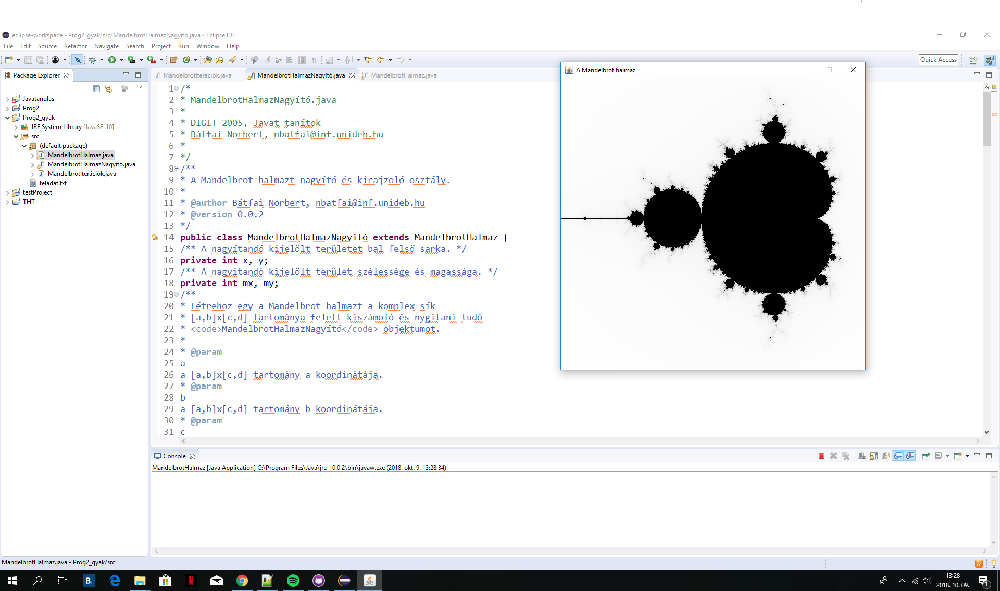 eclipse-workspace - Prog2_gyak/src/MandelbrotHalmazNagyító.java - Eclipse IDE
File Edit Source Refactor Navigate Search Project Run Window Help
Quick Access
Package Explorer
Javatanulas
Prog2
Prog2_gyak
JRE System Library [JavaSE-10]
src
(default package)
MandelbrotHalmaz.java
MandelbrotHalmazNagyító.java
MandelbrotIterációk.java
feladat.txt
testProject
THT
MandelbrotIterációk.java MandelbrotHalmazNagyító.java MandelbrotHalmaz.java
1 /*
2 * MandelbrotHalmazNagyító.java
3 *
4 * DIGIT 2005, Javat tanítok
5 * Bátfai Norbert, nbatfai@inf.unideb.hu
6 *
7 */
8 /**
9 * A Mandelbrot halmazt nagyító és kirajzoló osztály.
10 *
11 * @author Bátfai Norbert, nbatfai@inf.unideb.hu
12 * @version 0.0.2
13 */
14 public class MandelbrotHalmazNagyító extends MandelbrotHalmaz {
15 /** A nagyítandó kijelölt területet bal felső sarka. */
16 private int x, y;
17 /** A nagyítandó kijelölt terület szélessége és magassága. */
18 private int mx, my;
19 /**
20 * Létrehoz egy a Mandelbrot halmazt a komplex sík
21 * [a,b]x[c,d] tartománya felett kiszámoló és nygítani tudó
22 * <code>MandelbrotHalmazNagyító</code> objektumot.
23 *
24 * @param
25 a
26 a [a,b]x[c,d] tartomány a koordinátája.
27 * @param
28 b
29 a [a,b]x[c,d] tartomány b koordinátája.
30 * @param
31 c
A Mandelbrot halmaz
Console
MandelbrotHalmaz [Java Application] C:\Program Files\Java\jre-10.0.2\bin\javaw.exe (2018. okt. 9. 13:28:34)
MandelbrotHalmaz.java - Prog2_gyak/src
B.
N
13:28
2018. 10. 09.
1